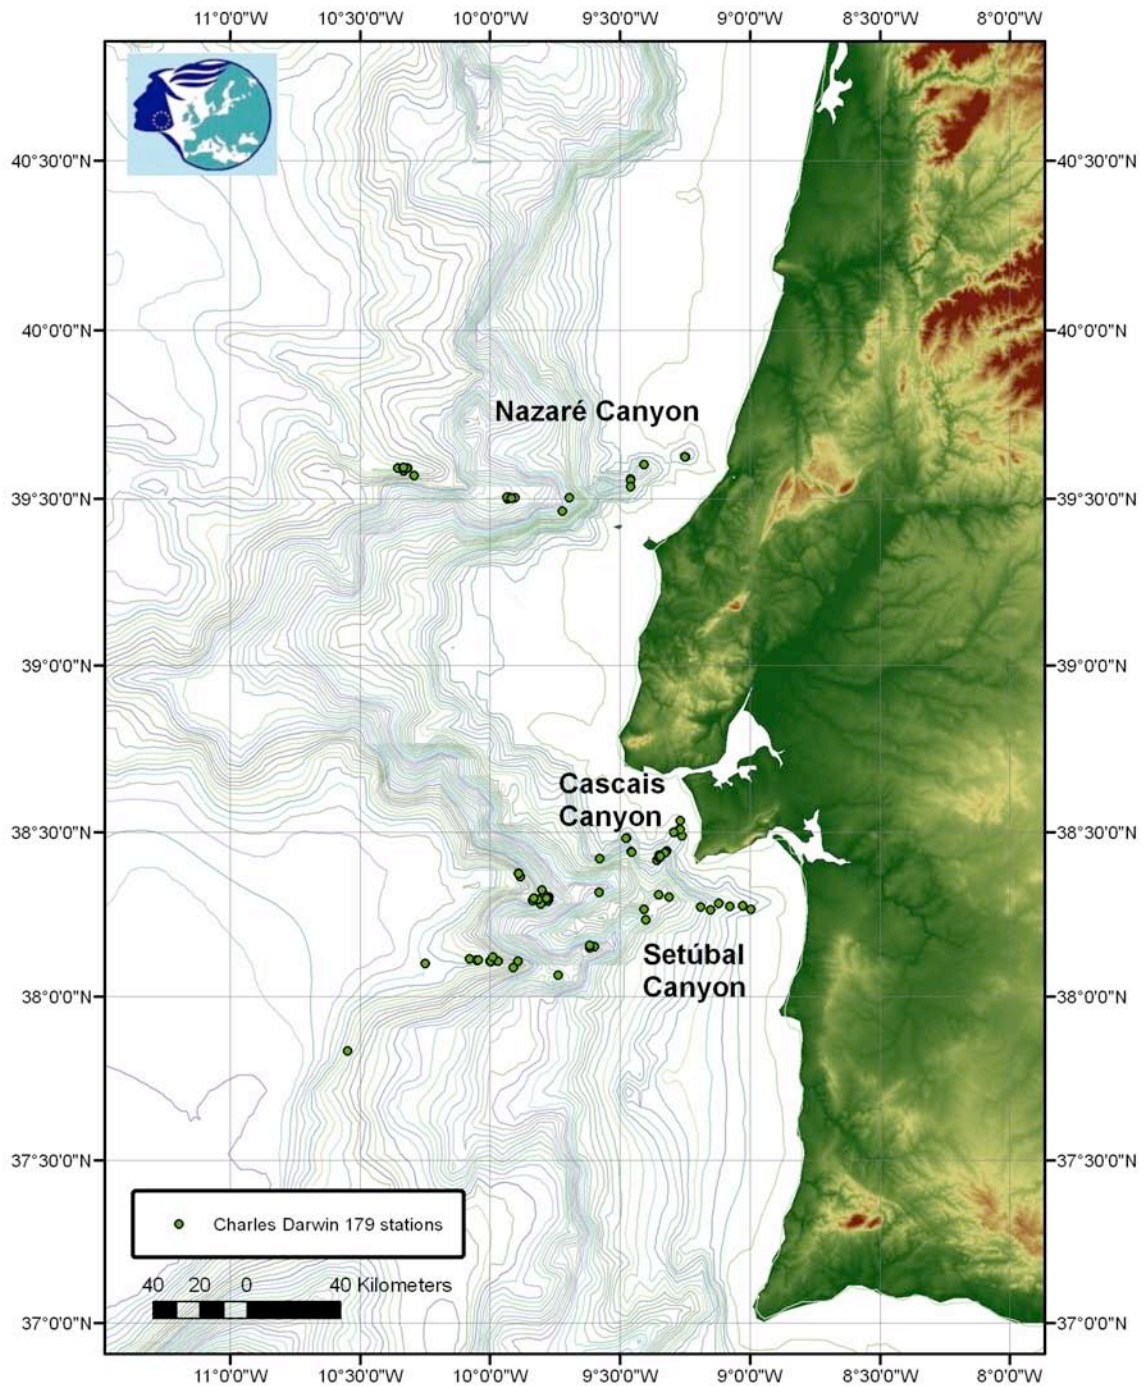 11°0'0"W 10°30'0"W 10°0'0"W 9°30'0"W 9°0'0"W 8°30'0"W 8°0'0"W
40°30'0"N 40°30'0"N
40°0'0"N 40°0'0"N
Nazaré Canyon
39°30'0"N 39°30'0"N
39°0'0"N 39°0'0"N
Cascais
Canyon
38°30'0"N 38°30'0"N
Setúbal
Canyon
38°0'0"N 38°0'0"N
37°30'0"N 37°30'0"N
Charles Darwin 179 stations
40 20 0 40 Kilometers
37°0'0"N 37°0'0"N
11°0'0"W 10°30'0"W 10°0'0"W 9°30'0"W 9°0'0"W 8°30'0"W 8°0'0"W